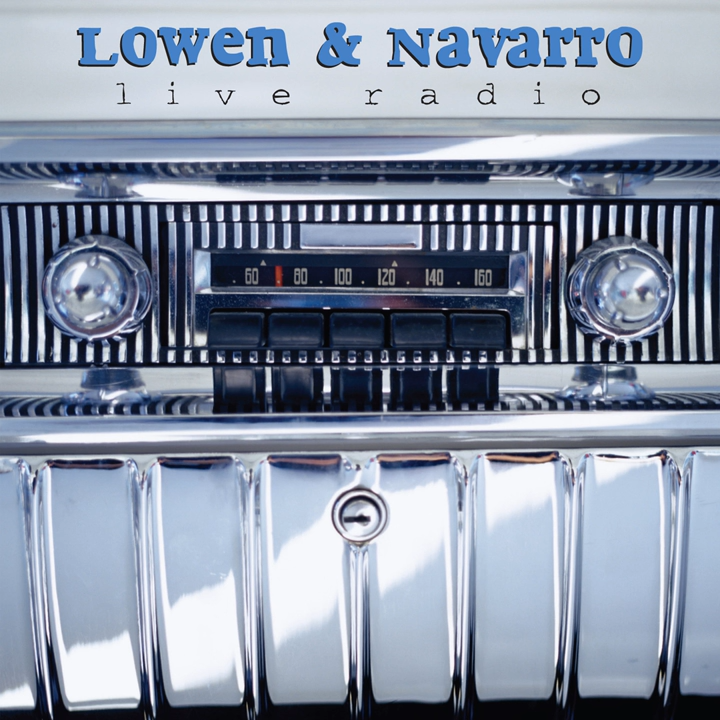 Lowen & Navarro
live radio
. 60 . 80 . 100 . 120 . 140 . 160